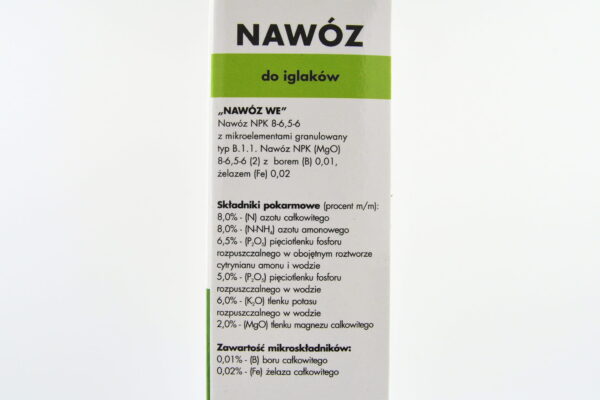 NAWÓZ
do iglaków
„NAWÓZ WE”
Nawóz NPK 8-6,5-6
z mikroelementami granulowany
typ B.1.1. Nawóz NPK (MgO)
8-6,5-6 (2) z borem (B) 0,01,
żelazem (Fe) 0,02
Składniki pokarmowe (procent m/m):
8,0% - (N) azotu całkowitego
8,0% - (N-NH₄) azotu amonowego
6,5% - (P₂O₅) pięciotlenku fosforu
rozpuszczalnego w obojętnym roztworze
cytrynianu amonu i wodzie
5,0% - (P₂O₅) pięciotlenku fosforu
rozpuszczalnego w wodzie
6,0% - (K₂O) tlenku potasu
rozpuszczalnego w wodzie
2,0% - (MgO) tlenku magnezu całkowitego
Zawartość mikroskładników:
0,01% - (B) boru całkowitego
0,02% - (Fe) żelaza całkowitego